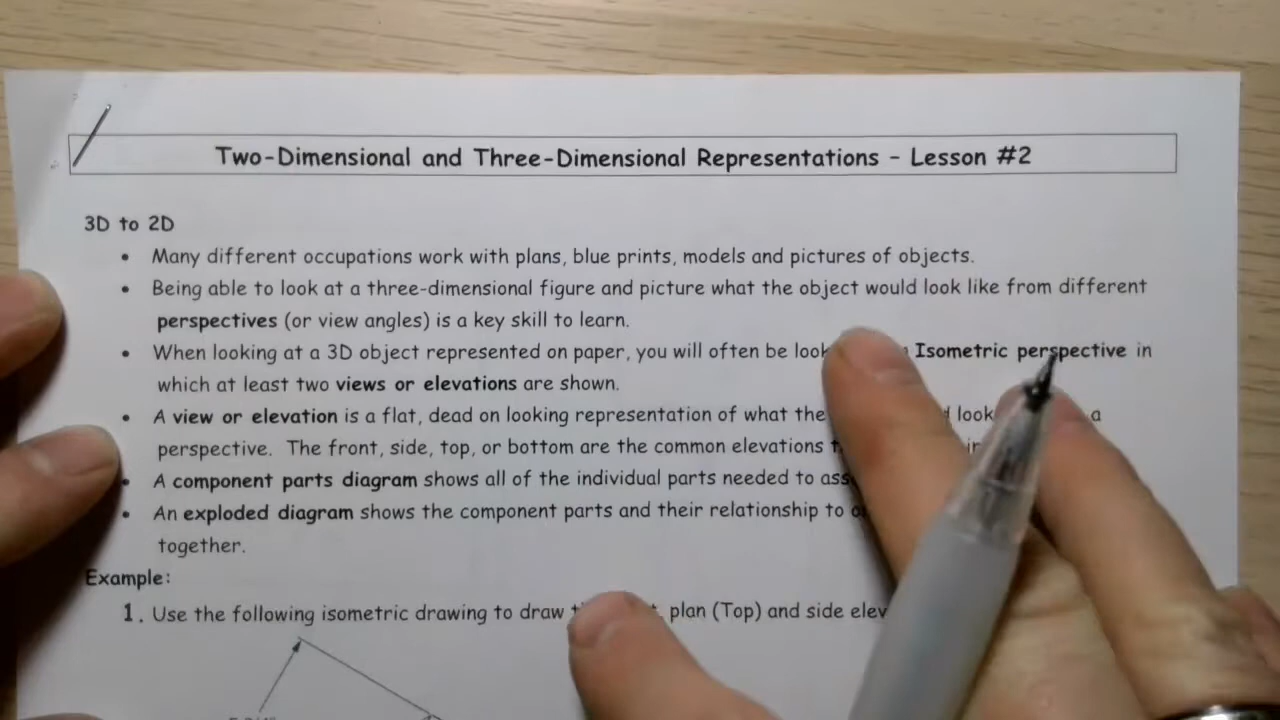 Two-Dimensional and Three-Dimensional Representations - Lesson #2
3D to 2D
• Many different occupations work with plans, blue prints, models and pictures of objects.
• Being able to look at a three-dimensional figure and picture what the object would look like from different
perspectives (or view angles) is a key skill to learn.
• When looking at a 3D object represented on paper, you will often be Isometric perspective in
which at least two views or elevations are shown.
• A view or elevation is a flat, dead on looking representation of what the look a
perspective. The front, side, top, or bottom are the common elevations
• A component parts diagram shows all of the individual parts needed to
• An exploded diagram shows the component parts and their relationship to
together.
Example:
1. Use the following isometric drawing to draw plan (Top) and side